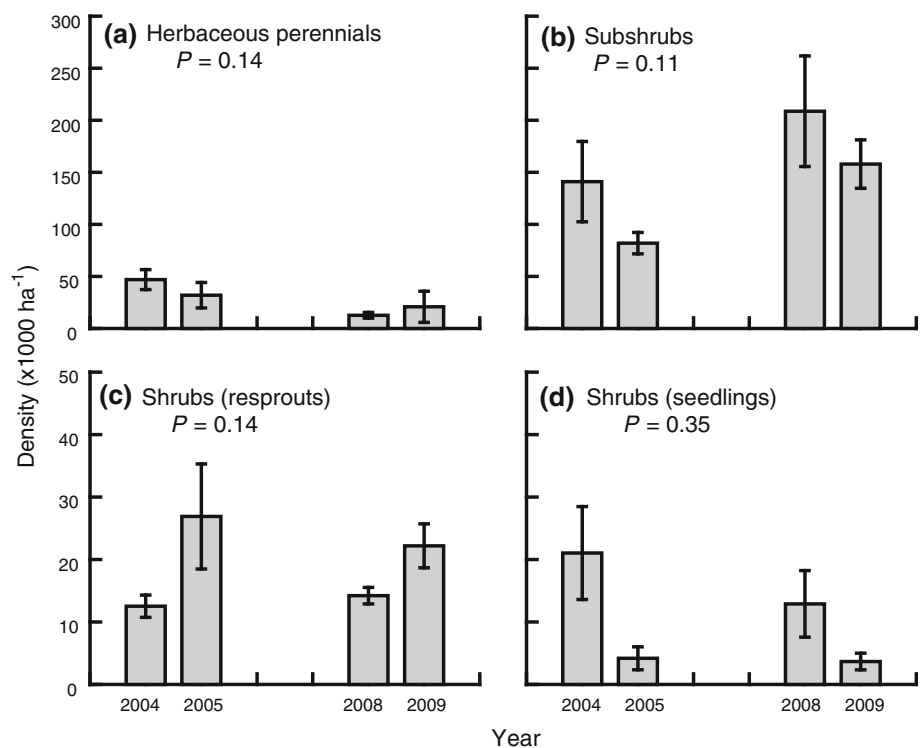 (a) Herbaceous perennials
P = 0.14
(b) Subshrubs
P = 0.11
300
250
200
150
100
50
0
Density (x1000 ha⁻¹)
(c) Shrubs (resprouts)
P = 0.14
(d) Shrubs (seedlings)
P = 0.35
50
40
30
20
10
0
2004 2005 2008 2009 2004 2005 2008 2009
Year